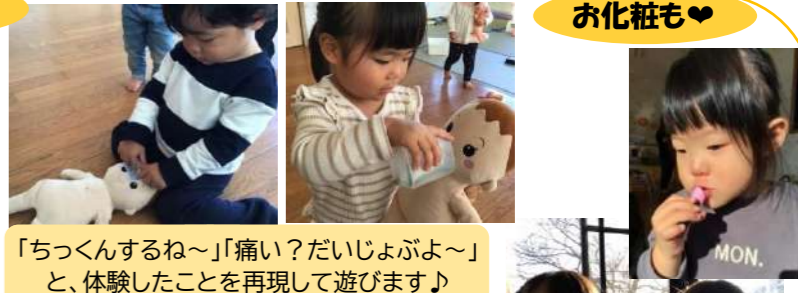 お化粧も❤
「ちっくんするね～」「痛い？だいじょぶよ～」
と、体験したことを再現して遊びます♪
MON.